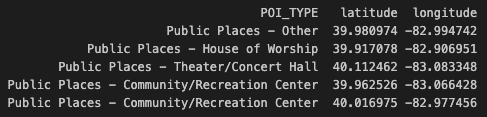 POI_TYPE latitude longitude
Public Places - Other 39.980974 -82.994742
Public Places - House of Worship 39.917078 -82.906951
Public Places - Theater/Concert Hall 40.112462 -83.083348
Public Places - Community/Recreation Center 39.962526 -83.066428
Public Places - Community/Recreation Center 40.016975 -82.977456